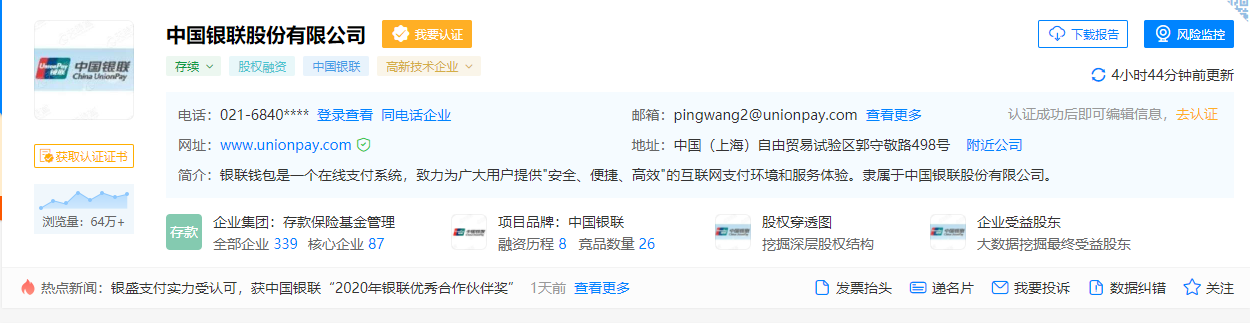 中国银联股份有限公司 我要认证 下载报告 风险监控
存续 股权融资 中国银联 高新技术企业
4小时44分钟前更新
UnionPay 银联 中国银联 China UnionPay
电话： 021-6840**** 登录查看 同电话企业 邮箱： pingwang2@unionpay.com 查看更多 认证成功后即可编辑信息，去认证
网址： www.unionpay.com 地址： 中国（上海）自由贸易试验区郭守敬路498号 附近公司
获取认证证书
简介： 银联钱包是一个在线支付系统，致力为广大用户提供"安全、便捷、高效"的互联网支付环境和服务体验。隶属于中国银联股份有限公司。
浏览量：64万+
存款 企业集团：存款保险基金管理 项目品牌：中国银联 股权穿透图 企业受益股东
全部企业 339 核心企业 87 融资历程 8 竞品数量 26 挖掘深层股权结构 大数据挖掘最终受益股东
热点新闻： 银盛支付实力受认可，获中国银联“2020年银联优秀合作伙伴奖” 1天前 查看更多 发票抬头 递名片 我要投诉 数据纠错 关注